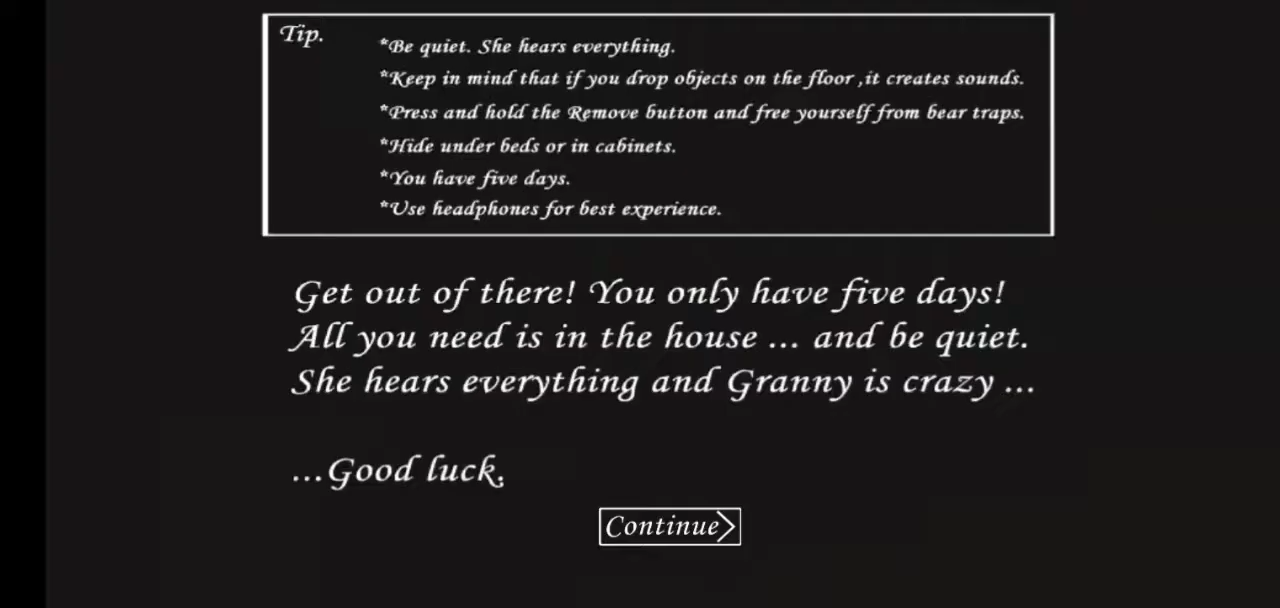 Tip.
*Be quiet. She hears everything.
*Keep in mind that if you drop objects on the floor ,it creates sounds.
*Press and hold the Remove button and free yourself from bear traps.
*Hide under beds or in cabinets.
*You have five days.
*Use headphones for best experience.
Get out of there! You only have five days!
All you need is in the house ... and be quiet.
She hears everything and Granny is crazy ...
...Good luck.
Continue